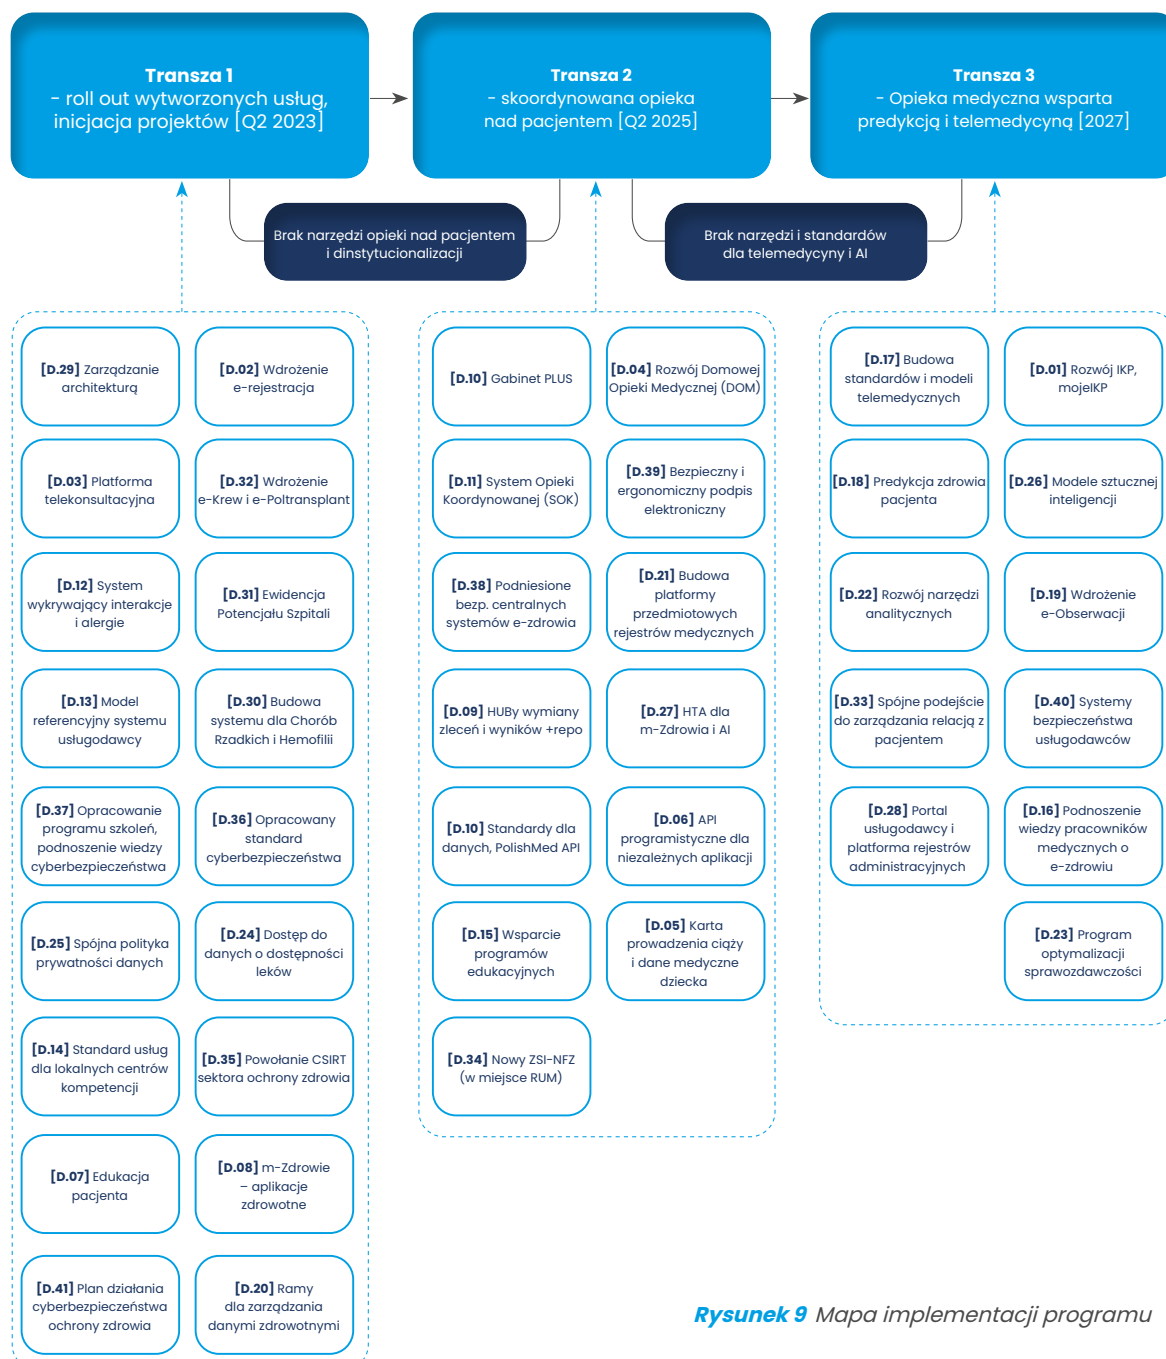 Transza 1
- roll out wytworzonych usług,
inicjacja projektów [Q2 2023]
Transza 2
- skoordynowana opieka
nad pacjentem [Q2 2025]
Transza 3
- Opieka medyczna wsparta
predykcją i telemedycyną [2027]
Brak narzędzi opieki nad pacjentem
i dinstytucionalizacji
Brak narzędzi i standardów
dla telemedycyny i AI
[D.29] Zarządzanie
architekturą
[D.02] Wdrożenie
e-rejestracja
[D.03] Platforma
telekonsultacyjna
[D.32] Wdrożenie
e-Krew i e-Poltransplant
[D.12] System
wykrywający interakcje
i alergie
[D.31] Ewidencja
Potencjału Szpitali
[D.13] Model
referencyjny systemu
usługodawcy
[D.30] Budowa
systemu dla Chorób
Rzadkich i Hemofilii
[D.37] Opracowanie
programu szkoleń,
podnoszenie wiedzy
cyberbezpieczeństwa
[D.36] Opracowany
standard
cyberbezpieczeństwa
[D.25] Spójna polityka
prywatności danych
[D.24] Dostęp do
danych o dostępności
leków
[D.14] Standard usług
dla lokalnych centrów
kompetencji
[D.35] Powołanie CSIRT
sektora ochrony zdrowia
[D.07] Edukacja
pacjenta
[D.08] m-Zdrowie
– aplikacje
zdrowotne
[D.41] Plan działania
cyberbezpieczeństwa
ochrony zdrowia
[D.20] Ramy
dla zarządzania
danymi zdrowotnymi
[D.10] Gabinet PLUS
[D.04] Rozwój Domowej
Opieki Medycznej (DOM)
[D.11] System Opieki
Koordynowanej (SOK)
[D.39] Bezpieczny i
ergonomiczny podpis
elektroniczny
[D.38] Podniesione
bezp. centralnych
systemów e-zdrowia
[D.21] Budowa
platformy
przedmiotowych
rejestrów medycznych
[D.09] HUBy wymiany
zleceń i wyników +repo
[D.27] HTA dla
m-Zdrowia i AI
[D.10] Standardy dla
danych, PolishMed API
[D.06] API
programistyczne dla
niezależnych aplikacji
[D.15] Wsparcie
programów
edukacyjnych
[D.05] Karta
prowadzenia ciąży
i dane medyczne
dziecka
[D.34] Nowy ZSI-NFZ
(w miejsce RUM)
[D.17] Budowa
standardów i modeli
telemedycznych
[D.01] Rozwój IKP,
mojeIKP
[D.18] Predykcja zdrowia
pacjenta
[D.26] Modele sztucznej
inteligencji
[D.22] Rozwój narzędzi
analitycznych
[D.19] Wdrożenie
e-Obserwacji
[D.33] Spójne podejście
do zarządzania relacją z
pacjentem
[D.40] Systemy
bezpieczeństwa
usługodawców
[D.28] Portal
usługodawcy i
platforma rejestrów
administracyjnych
[D.16] Podnoszenie
wiedzy pracowników
medycznych o
e-zdrowiu
[D.23] Program
optymalizacji
sprawozdawczości
Rysunek 9 Mapa implementacji programu